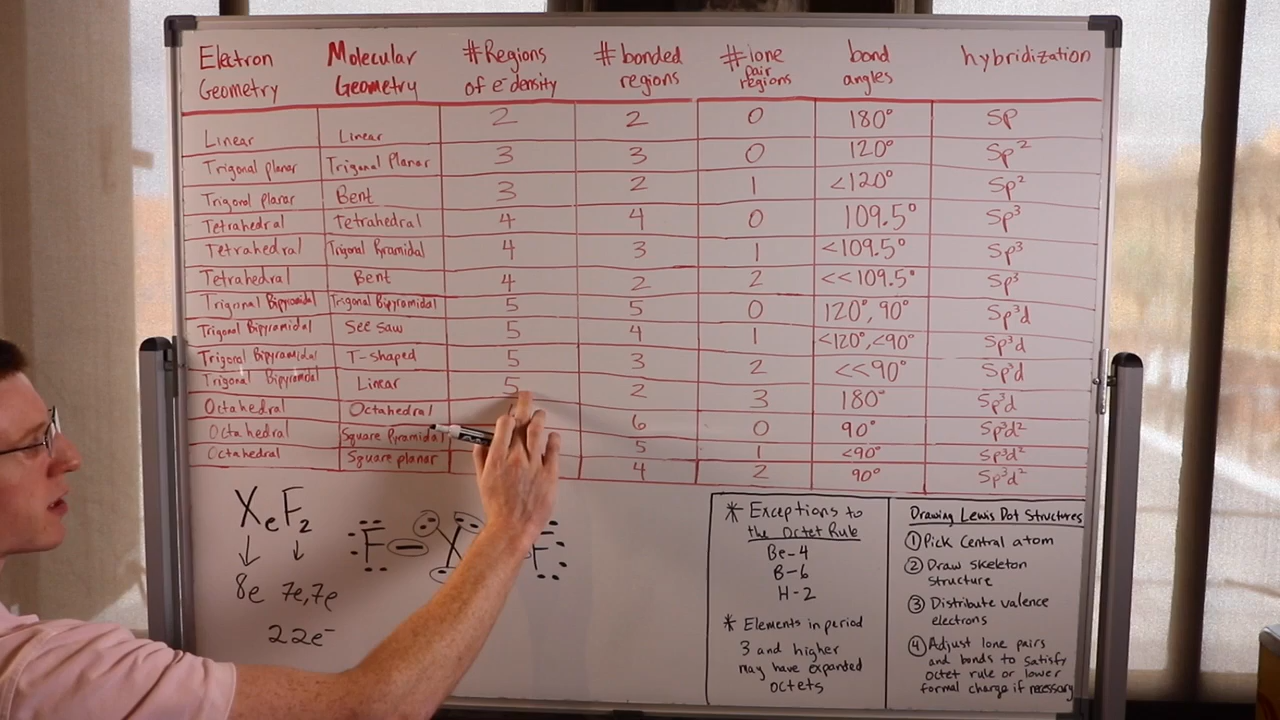 Electron Geometry | Molecular Geometry | # Regions of e⁻density | # bonded regions | # lone pair regions | bond angles | hybridization
Linear | Linear | 2 | 2 | 0 | 180° | Sp
Trigonal planar | Trigonal Planar | 3 | 3 | 0 | 120° | Sp²
Trigonal planar | Bent | 3 | 2 | 1 | <120° | Sp²
Tetrahedral | Tetrahedral | 4 | 4 | 0 | 109.5° | Sp³
Tetrahedral | Trigonal Pyramidal | 4 | 3 | 1 | <109.5° | Sp³
Tetrahedral | Bent | 4 | 2 | 2 | <<109.5° | Sp³
Trigonal Bipyramidal | Trigonal Bipyramidal | 5 | 5 | 0 | 120°, 90° | Sp³d
Trigonal Bipyramidal | See saw | 5 | 4 | 1 | <120°, <90° | Sp³d
Trigonal Bipyramidal | T-shaped | 5 | 3 | 2 | <<90° | Sp³d
Trigonal Bipyramidal | Linear | 5 | 2 | 3 | 180° | Sp³d
Octahedral | Octahedral | 6 | 0 | 90° | Sp³d²
Octahedral | Square Pyramidal | 5 | 1 | <90° | Sp³d²
Octahedral | Square planar | 4 | 2 | 90° | Sp³d²
XeF₂
8e 7e,7e
22e⁻
F X F
* Exceptions to
the Octet Rule
Be-4
B-6
H-2
* Elements in period
3 and higher
may have expanded
octets
Drawing Lewis Dot Structures
① Pick Central atom
② Draw skeleton
structure
③ Distribute valence
electrons
④ Adjust lone pairs
and bonds to satisfy
octet rule or lower
formal charge if necessary